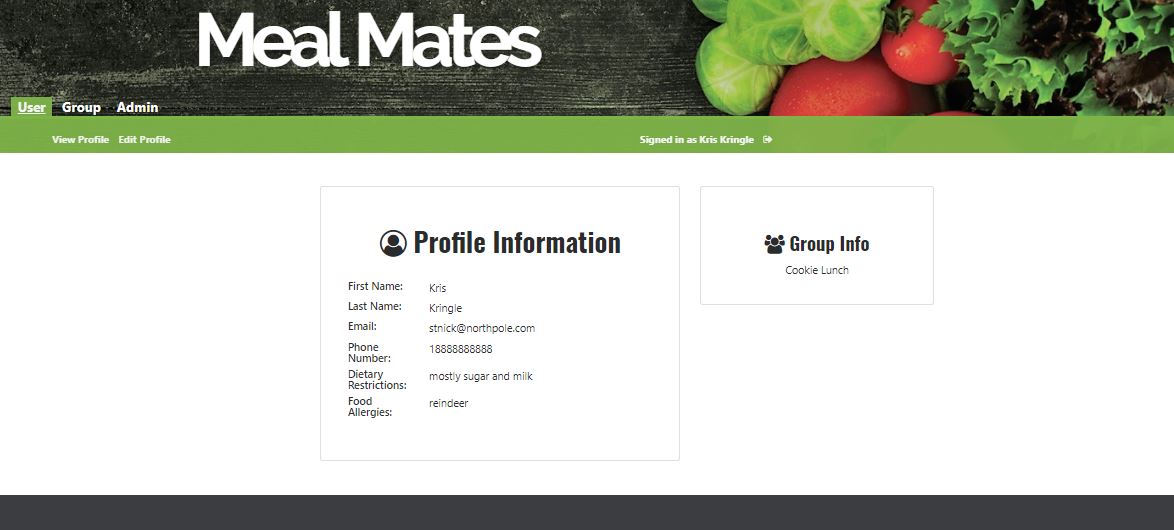 Meal Mates
User Group Admin
View Profile Edit Profile Signed in as Kris Kringle
Profile Information
First Name: Kris
Last Name: Kringle
Email: stnick@northpole.com
Phone
Number: 18888888888
Dietary
Restrictions: mostly sugar and milk
Food
Allergies: reindeer
Group Info
Cookie Lunch